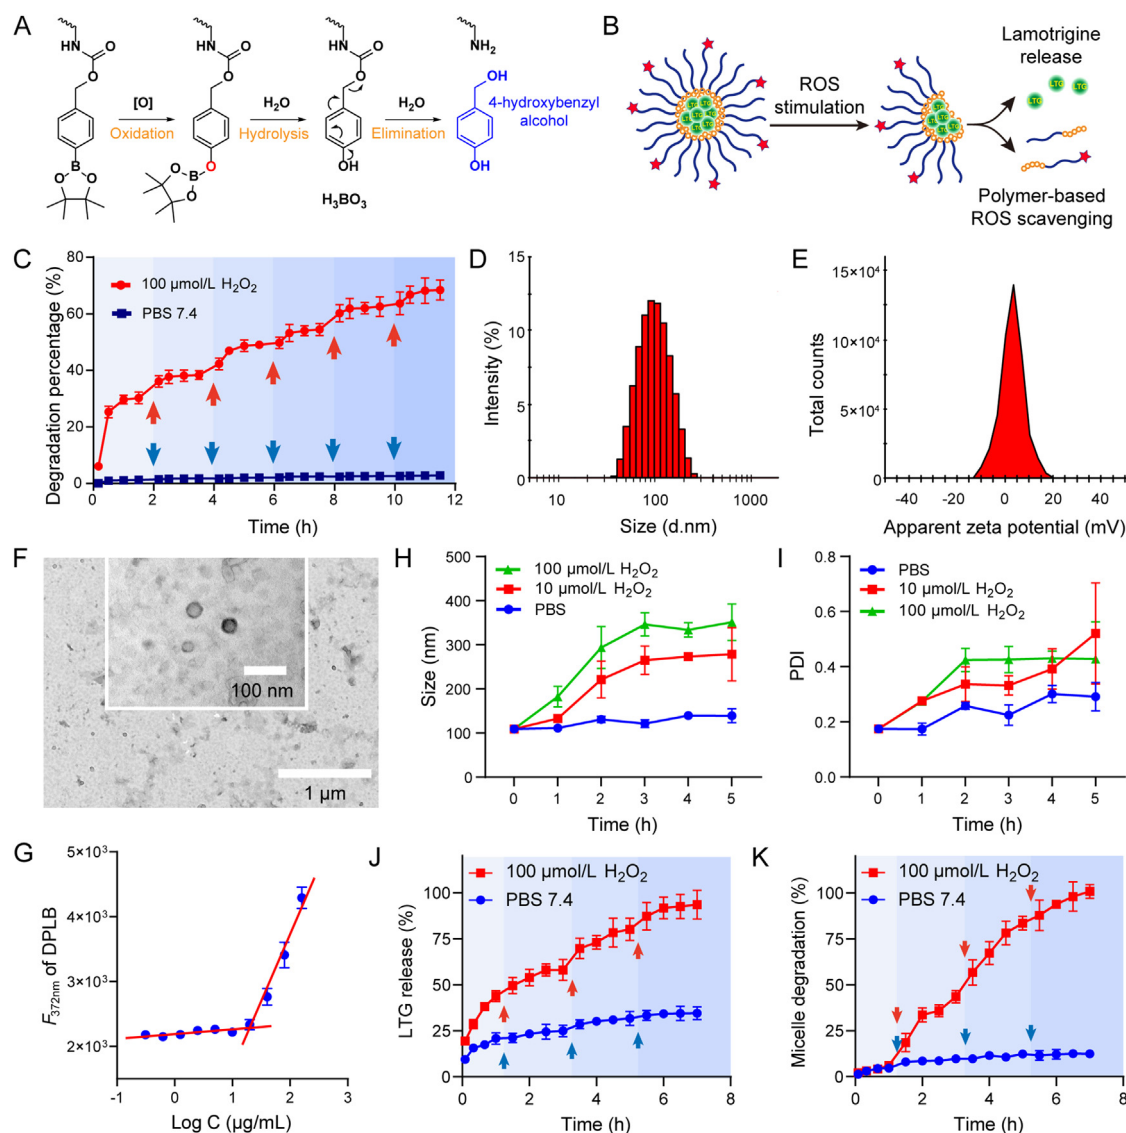 A
NH
O
O
B
O
O
[O]
Oxidation
NH
O
O
O
B
O
O
H₂O
Hydrolysis
NH
O
O
OH
H₃BO₃
H₂O
Elimination
NH₂
OH
4-hydroxybenzyl
alcohol
OH
B
ROS
stimulation
Lamotrigine
release
LTG
LTG
LTG
Polymer-based
ROS scavenging
C
Degradation percentage (%)
80
60
40
20
0
100 µmol/L H₂O₂
PBS 7.4
0 2 4 6 8 10 12
Time (h)
D
Intensity (%)
15
10
5
0
10 100 1000
Size (d.nm)
E
Total counts
15×10⁴
10×10⁴
5×10⁴
0
-40 -20 0 20 40
Apparent zeta potential (mV)
F
100 nm
1 µm
H
Size (nm)
500
400
300
200
100
0
100 µmol/L H₂O₂
10 µmol/L H₂O₂
PBS
0 1 2 3 4 5
Time (h)
I
PDI
0.8
0.6
0.4
0.2
0.0
PBS
10 µmol/L H₂O₂
100 µmol/L H₂O₂
0 1 2 3 4 5
Time (h)
G
F372nm of DPLB
5×10³
4×10³
3×10³
2×10³
-1 0 1 2 3
Log C (µg/mL)
J
LTG release (%)
100
75
50
25
0
100 µmol/L H₂O₂
PBS 7.4
0 2 4 6 8
Time (h)
K
Micelle degradation (%)
100
75
50
25
0
100 µmol/L H₂O₂
PBS 7.4
0 2 4 6 8
Time (h)